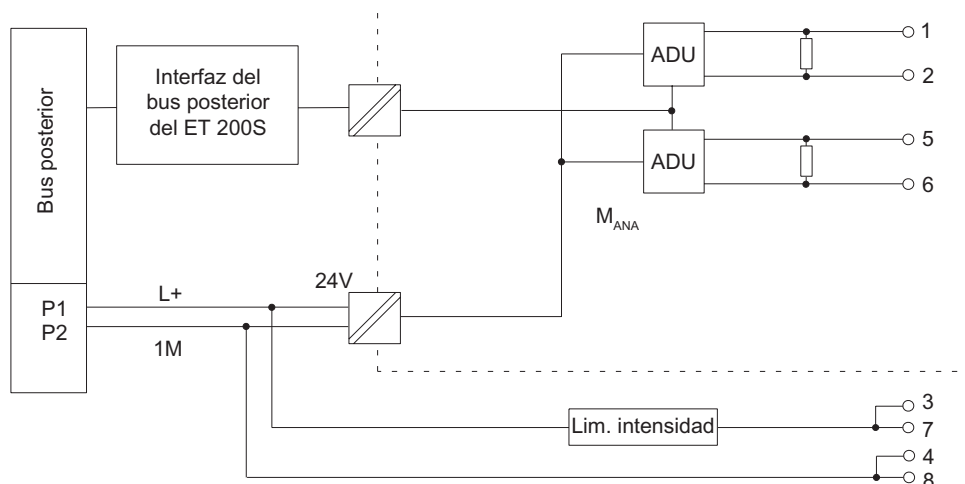 Bus posterior
Interfaz del
bus posterior
del ET 200S
ADU
1
2
ADU
5
6
M_ANA
24V
P1
P2
L+
1M
Lim. intensidad
3
7
4
8